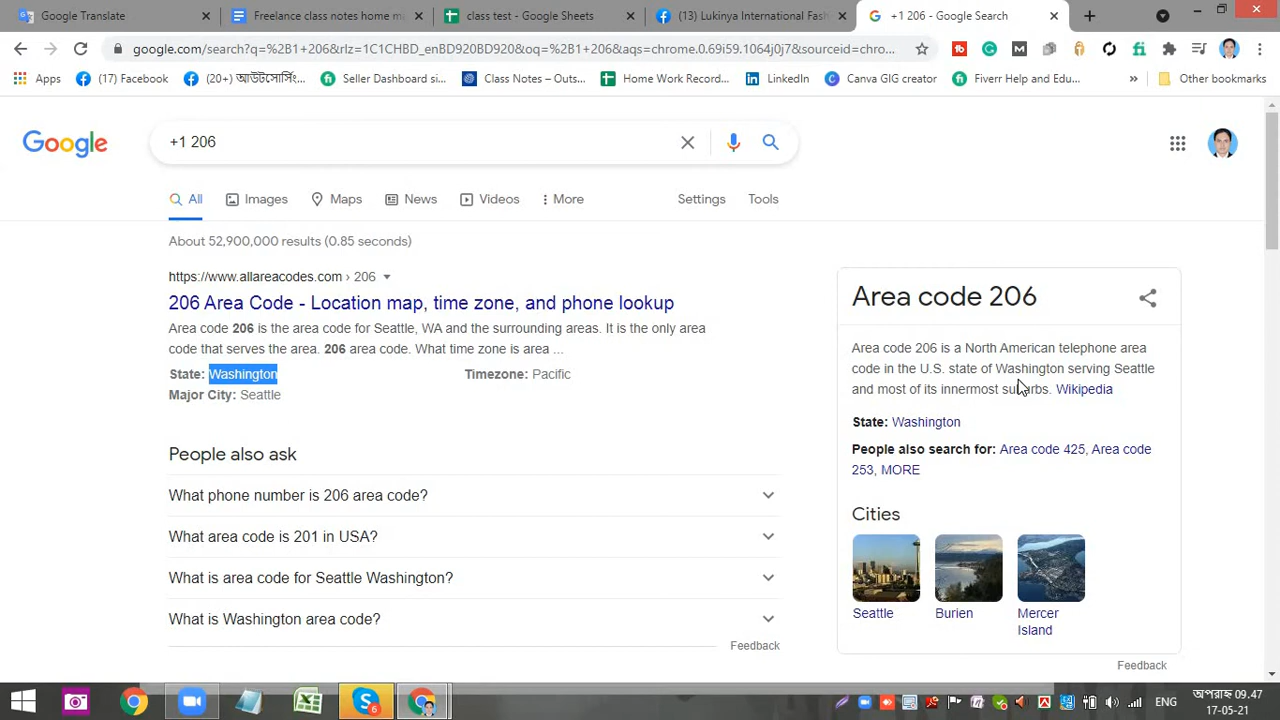 Google Translate
Freelance class notes home ma
class test - Google Sheets
(13) Lukinya International Fash
+1 206 - Google Search
google.com/search?q=%2B1+206&rlz=1C1CHBD_enBD920BD920&oq=%2B1+206&aqs=chrome.0.69i59.1064j0j7&sourceid=chro...
Apps
(17) Facebook
(20+) আউটসোর্সিং...
Seller Dashboard si...
Class Notes – Outs...
Home Work Record...
LinkedIn
Canva GIG creator
Fiverr Help and Edu...
»
Other bookmarks
Google
+1 206
All
Images
Maps
News
Videos
More
Settings
Tools
About 52,900,000 results (0.85 seconds)
https://www.allareacodes.com › 206
206 Area Code - Location map, time zone, and phone lookup
Area code 206 is the area code for Seattle, WA and the surrounding areas. It is the only area
code that serves the area. 206 area code. What time zone is area ...
State: Washington
Timezone: Pacific
Major City: Seattle
People also ask
What phone number is 206 area code?
What area code is 201 in USA?
What is area code for Seattle Washington?
What is Washington area code?
Feedback
Area code 206
Area code 206 is a North American telephone area
code in the U.S. state of Washington serving Seattle
and most of its innermost suburbs. Wikipedia
State: Washington
People also search for: Area code 425, Area code
253, MORE
Cities
Seattle
Burien
Mercer
Island
Feedback
6
ENG
অপরাহ্ন 09.47
17-05-21